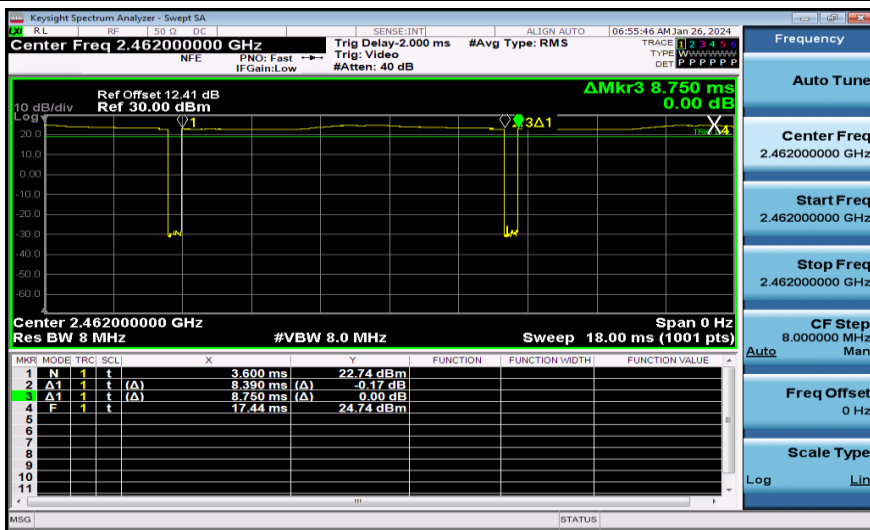 Keysight Spectrum Analyzer - Swept SA
LXI RL RF 50 Ω DC SENSE:INT ALIGN AUTO 06:55:46 AM Jan 26, 2024
Center Freq 2.462000000 GHz Trig Delay-2.000 ms #Avg Type: RMS TRACE 1 2 3 4 5 6
NFE PNO: Fast Trig: Video TYPE WWWWWW
IFGain:Low #Atten: 40 dB DET P P P P P P
Ref Offset 12.41 dB ΔMkr3 8.750 ms
10 dB/div Ref 30.00 dBm 0.00 dB
Log
1 3Δ1 4
20.0
10.0
0.00
-10.0
-20.0
-30.0
-40.0
-50.0
-60.0
Center 2.462000000 GHz Span 0 Hz
Res BW 8 MHz #VBW 8.0 MHz Sweep 18.00 ms (1001 pts)
MKR MODE TRC SCL X Y FUNCTION FUNCTION WIDTH FUNCTION VALUE
1 N 1 t 3.600 ms 22.74 dBm
2 Δ1 1 t (Δ) 8.390 ms (Δ) -0.17 dB
3 Δ1 1 t (Δ) 8.750 ms (Δ) 0.00 dB
4 F 1 t 17.44 ms 24.74 dBm
5
6
7
8
9
10
11
MSG STATUS
Frequency
Auto Tune
Center Freq
2.462000000 GHz
Start Freq
2.462000000 GHz
Stop Freq
2.462000000 GHz
CF Step
8.000000 MHz
Auto Man
Freq Offset
0 Hz
Scale Type
Log Lin